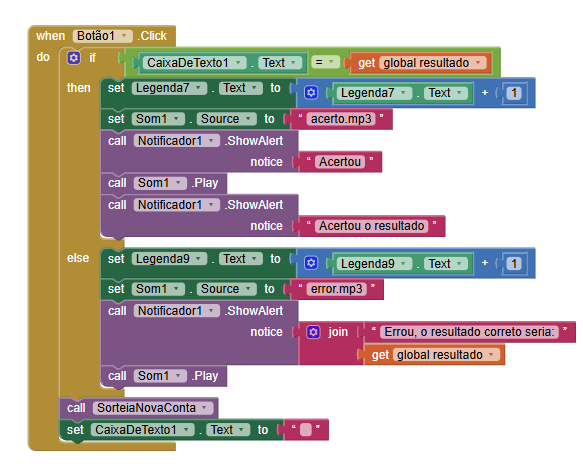 when Botão1 .Click
do if CaixaDeTexto1 . Text = get global resultado
then set Legenda7 . Text to Legenda7 . Text + 1
set Som1 . Source to “ acerto.mp3 ”
call Notificador1 .ShowAlert
notice “ Acertou ”
call Som1 .Play
call Notificador1 .ShowAlert
notice “ Acertou o resultado ”
else set Legenda9 . Text to Legenda9 . Text + 1
set Som1 . Source to “ error.mp3 ”
call Notificador1 .ShowAlert
notice join “ Errou, o resultado correto seria: ”
get global resultado
call Som1 .Play
call SorteiaNovaConta
set CaixaDeTexto1 . Text to “ ”